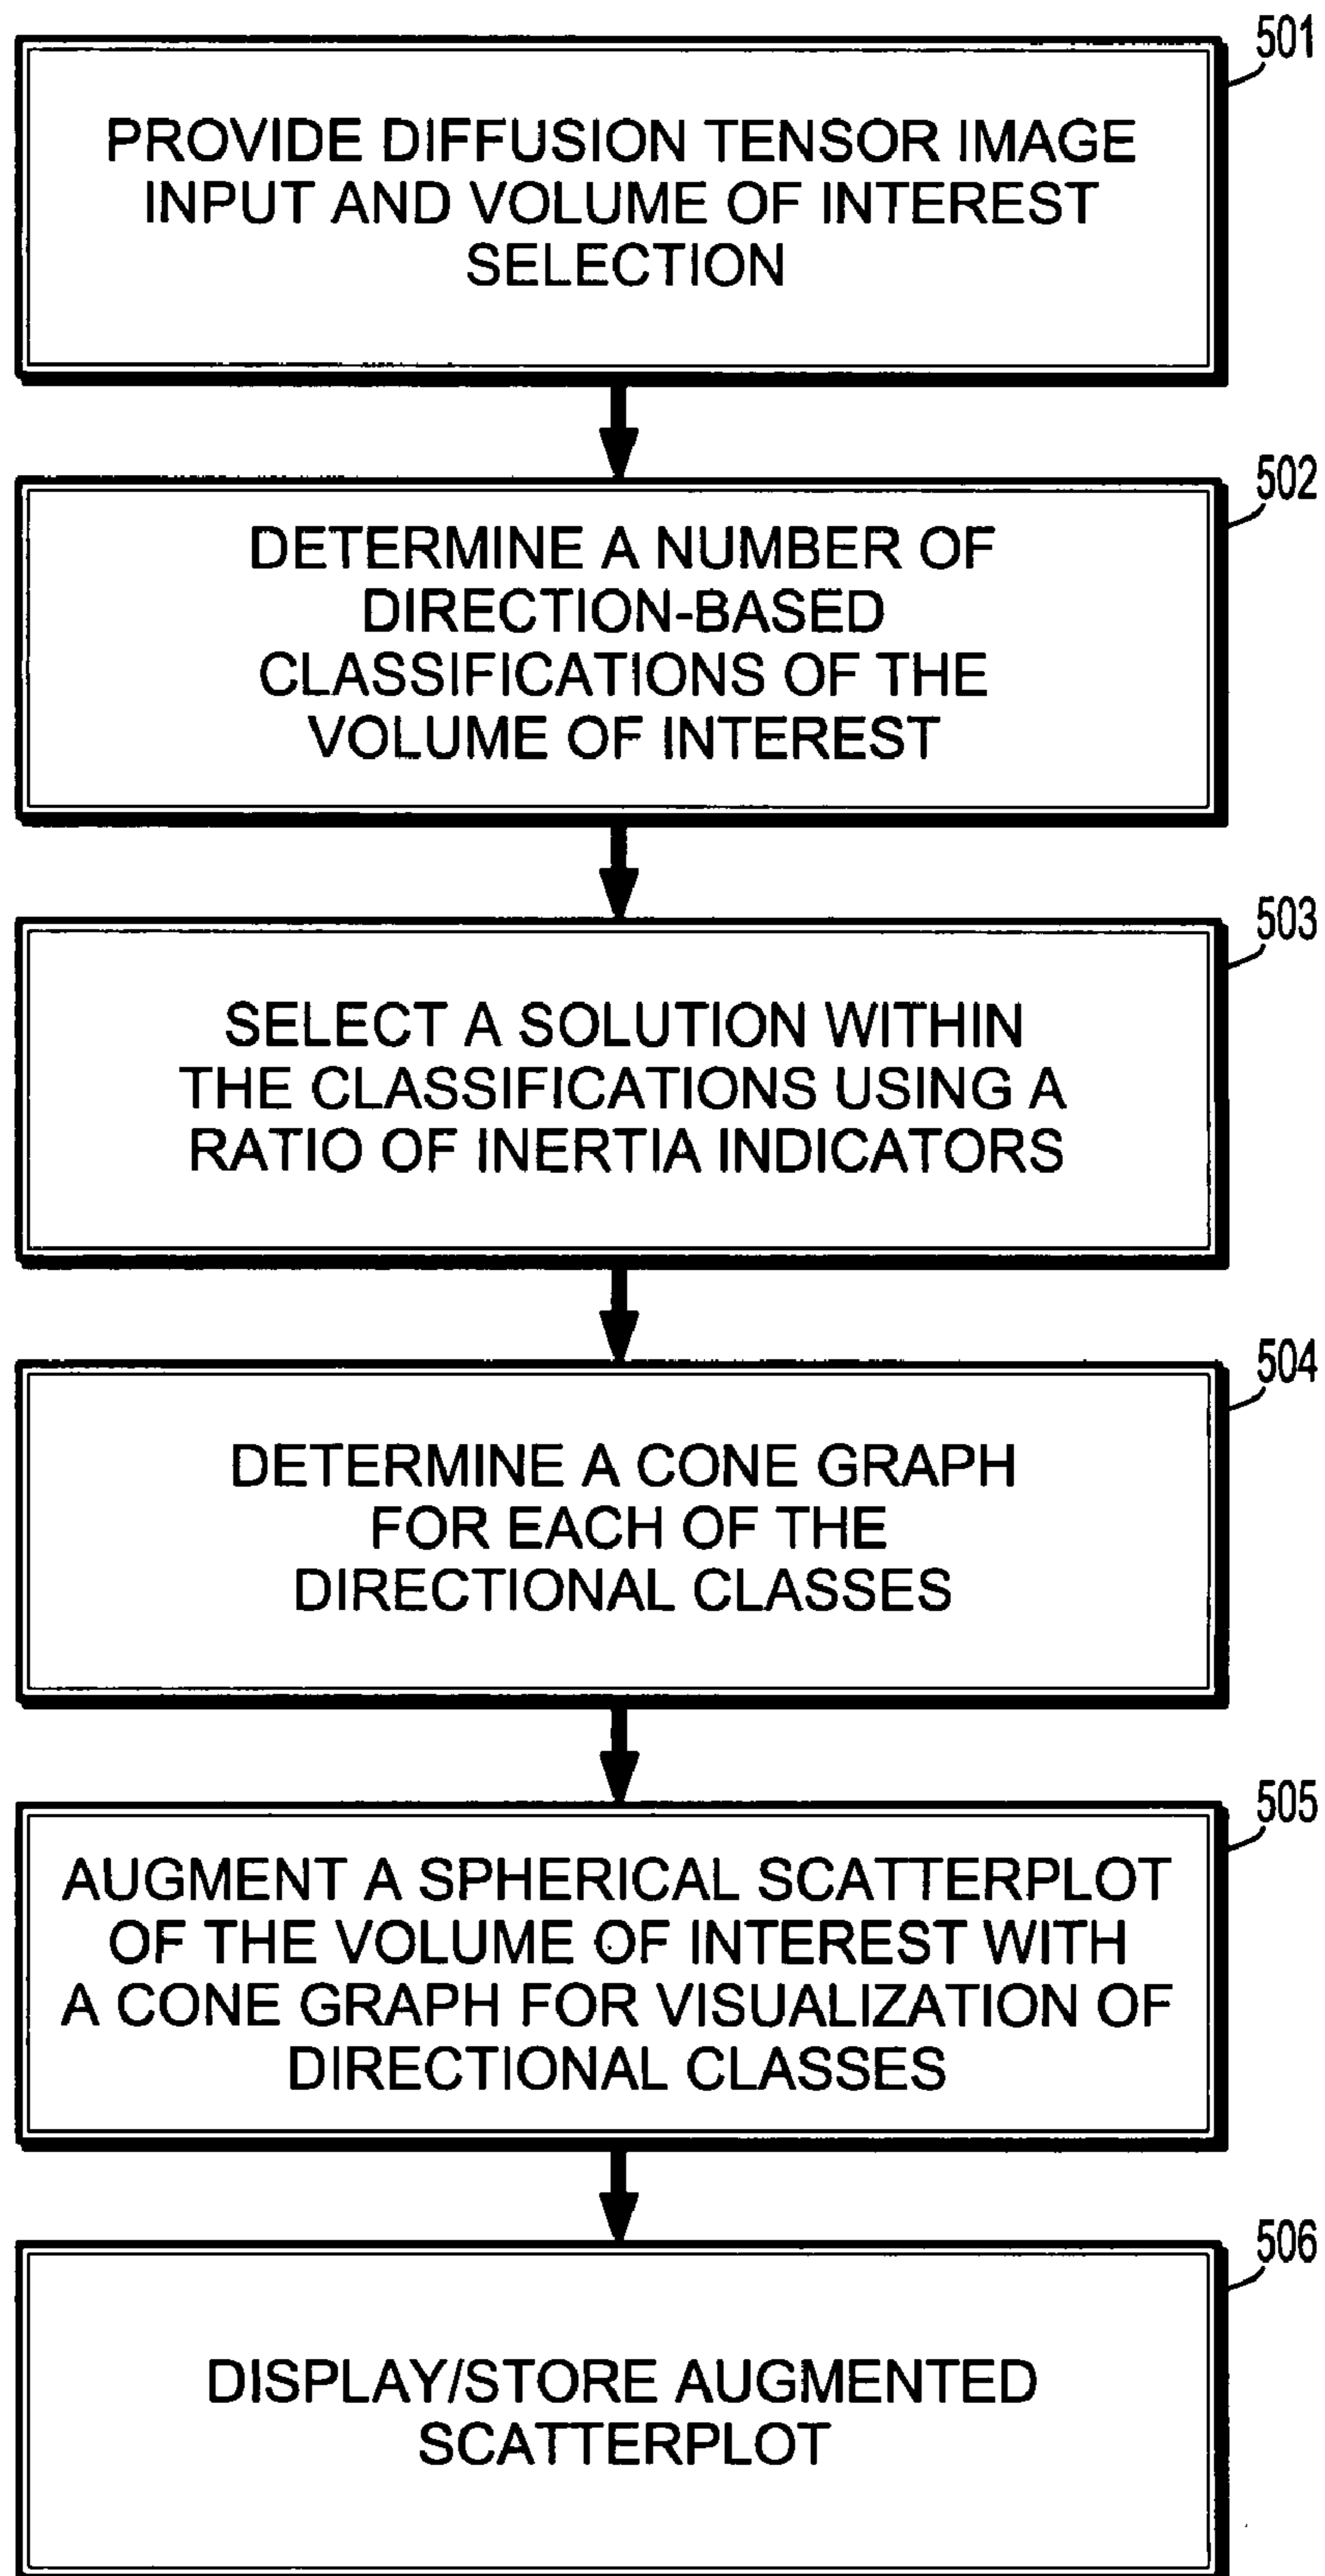 501
PROVIDE DIFFUSION TENSOR IMAGE
INPUT AND VOLUME OF INTEREST
SELECTION
502
DETERMINE A NUMBER OF
DIRECTION-BASED
CLASSIFICATIONS OF THE
VOLUME OF INTEREST
503
SELECT A SOLUTION WITHIN
THE CLASSIFICATIONS USING A
RATIO OF INERTIA INDICATORS
504
DETERMINE A CONE GRAPH
FOR EACH OF THE
DIRECTIONAL CLASSES
505
AUGMENT A SPHERICAL SCATTERPLOT
OF THE VOLUME OF INTEREST WITH
A CONE GRAPH FOR VISUALIZATION OF
DIRECTIONAL CLASSES
506
DISPLAY/STORE AUGMENTED
SCATTERPLOT